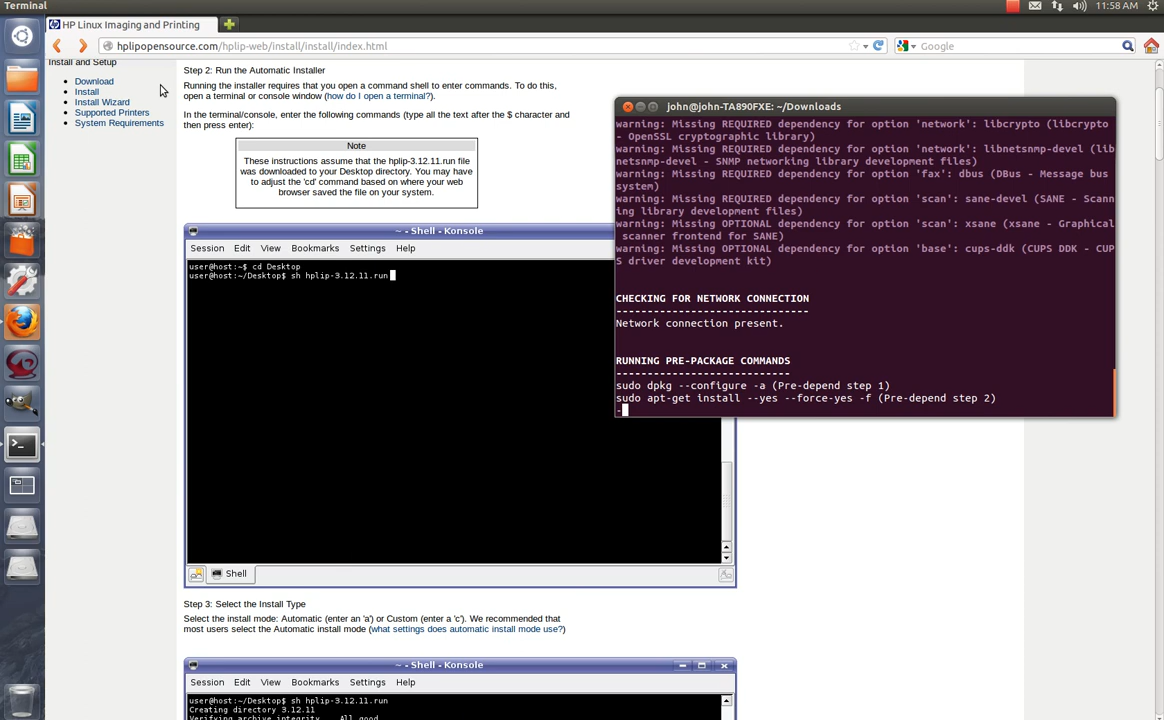 Terminal
11:58 AM
HP Linux Imaging and Printing
hplipopensource.com/hplip-web/install/install/index.html
Google
Install and Setup
Download
Install
Install Wizard
Supported Printers
System Requirements
Step 2: Run the Automatic Installer
Running the installer requires that you open a command shell to enter commands. To do this,
open a terminal or console window (how do I open a terminal?).
In the terminal/console, enter the following commands (type all the text after the $ character and
then press enter):
Note
These instructions assume that the hplip-3.12.11.run file
was downloaded to your Desktop directory. You may have
to adjust the 'cd' command based on where your web
browser saved the file on your system.
~ - Shell - Konsole
Session Edit View Bookmarks Settings Help
user@host:~$ cd Desktop
user@host:~/Desktop$ sh hplip-3.12.11.run
Shell
john@john-TA890FXE: ~/Downloads
warning: Missing REQUIRED dependency for option 'network': libcrypto (libcrypto
- OpenSSL cryptographic library)
warning: Missing REQUIRED dependency for option 'network': libnetsnmp-devel (lib
netsnmp-devel - SNMP networking library development files)
warning: Missing REQUIRED dependency for option 'fax': dbus (DBus - Message bus
system)
warning: Missing REQUIRED dependency for option 'scan': sane-devel (SANE - Scann
ing library development files)
warning: Missing OPTIONAL dependency for option 'scan': xsane (xsane - Graphical
scanner frontend for SANE)
warning: Missing OPTIONAL dependency for option 'base': cups-ddk (CUPS DDK - CUP
S driver development kit)
CHECKING FOR NETWORK CONNECTION
-------------------------------
Network connection present.
RUNNING PRE-PACKAGE COMMANDS
----------------------------
sudo dpkg --configure -a (Pre-depend step 1)
sudo apt-get install --yes --force-yes -f (Pre-depend step 2)
-
Step 3: Select the Install Type
Select the install mode: Automatic (enter an 'a') or Custom (enter a 'c'). We recommended that
most users select the Automatic install mode (what settings does automatic install mode use?)
~ - Shell - Konsole
Session Edit View Bookmarks Settings Help
user@host:~/Desktop$ sh hplip-3.12.11.run
Creating directory 3.12.11
Verifying archive integrity... All good